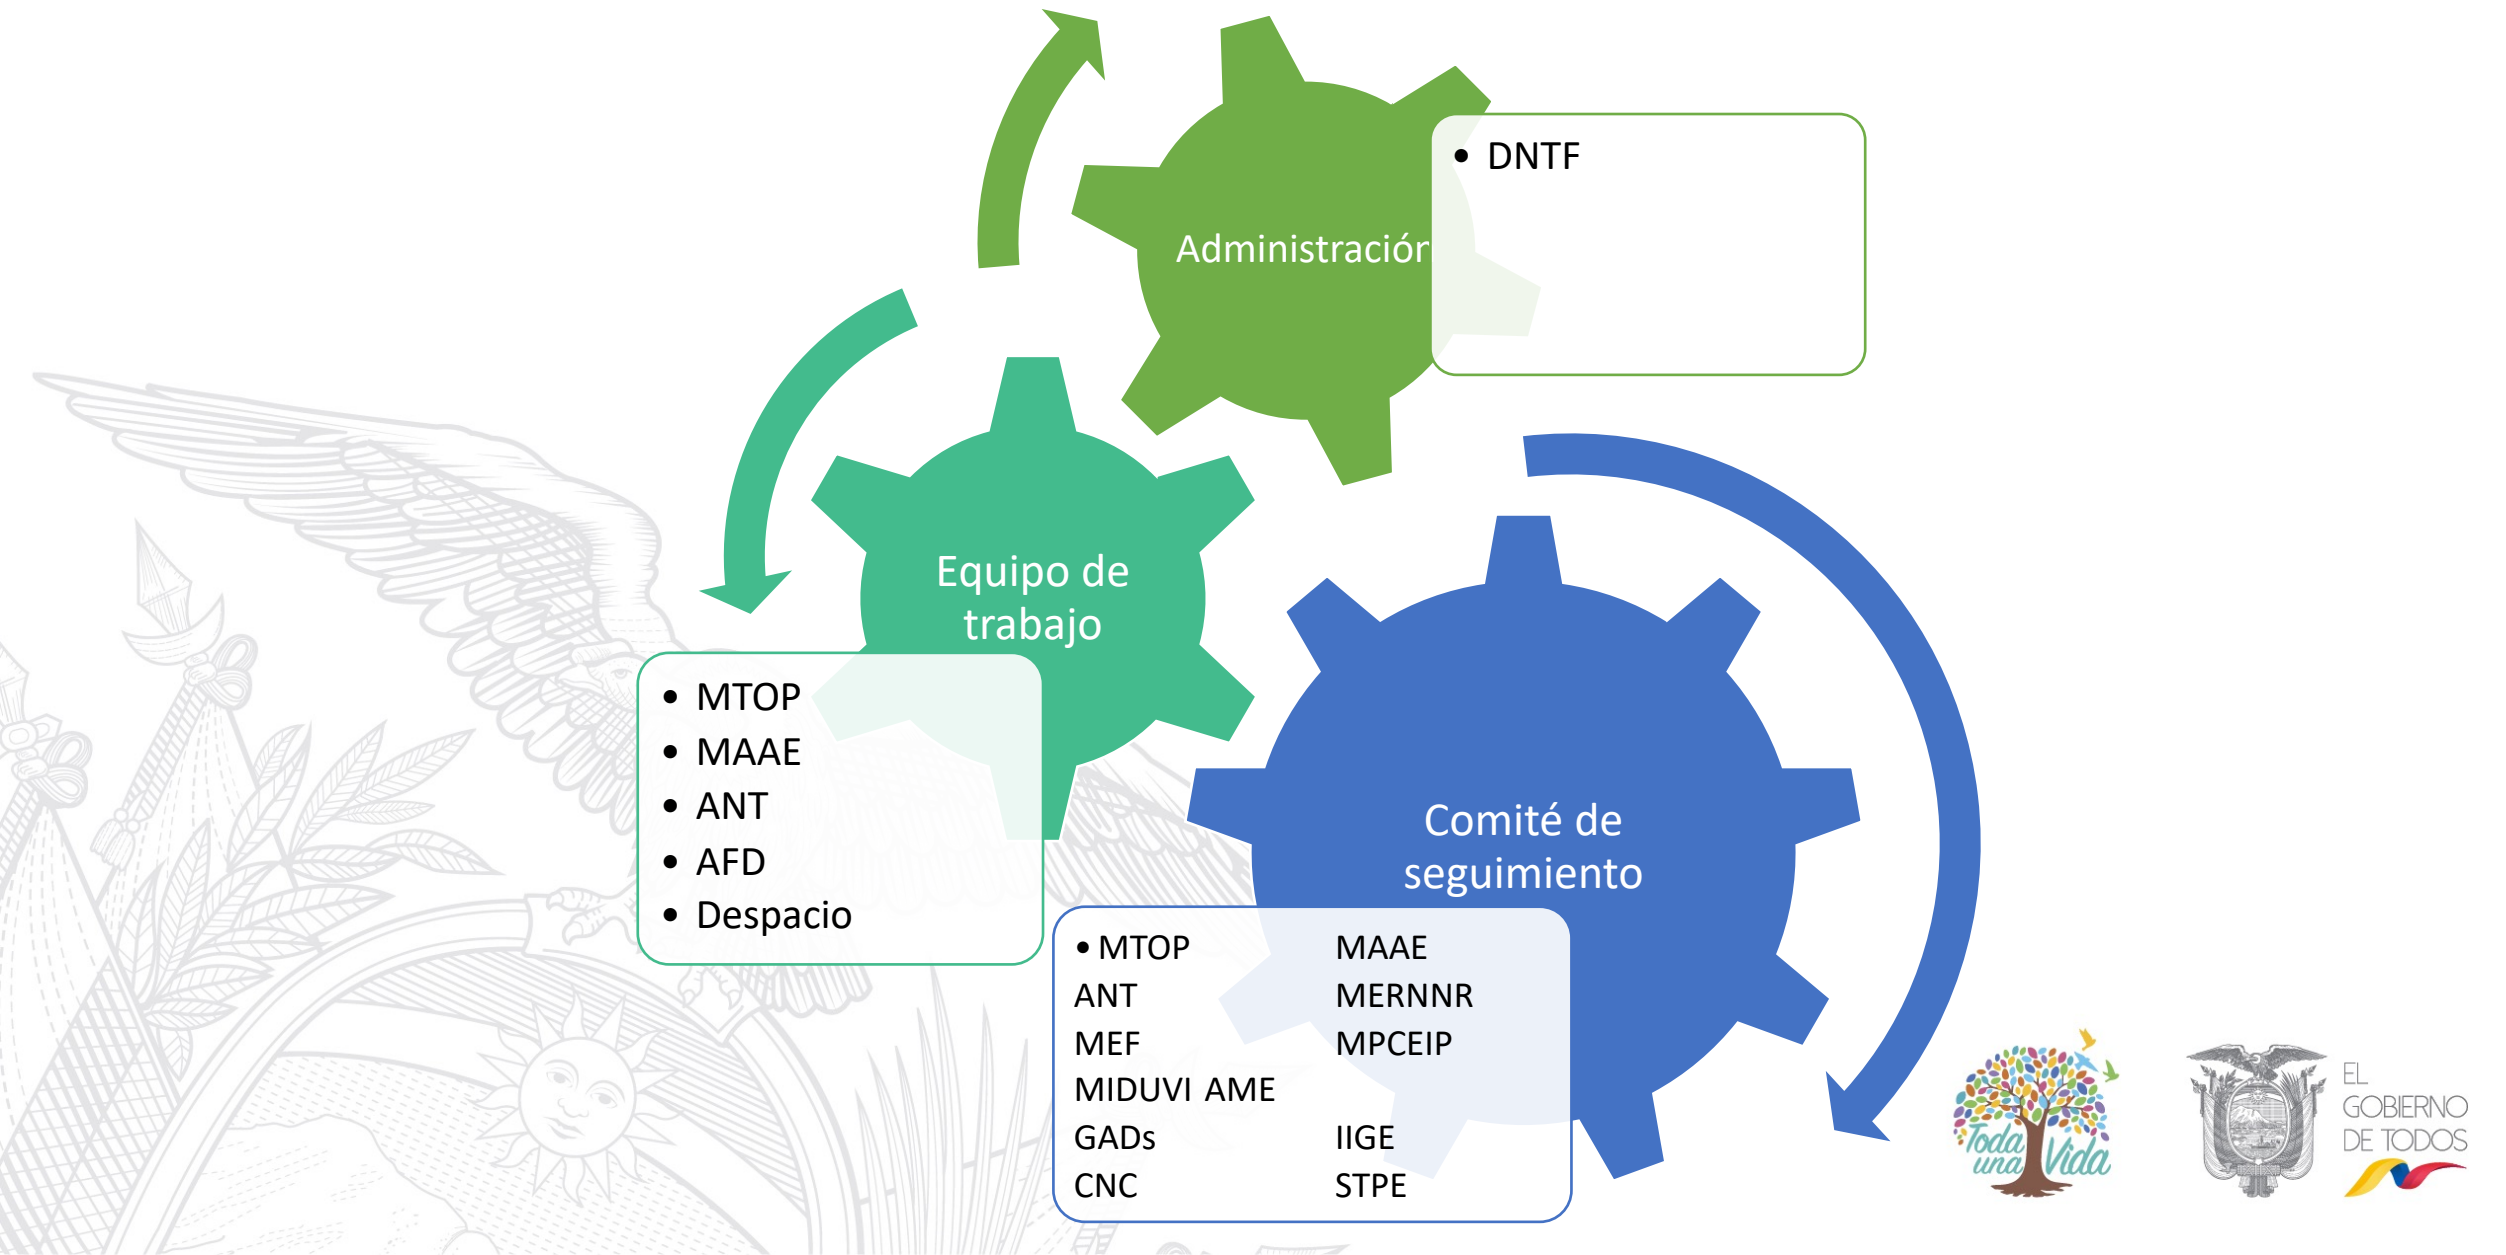 • DNTF
Administración
Equipo de
trabajo
• MTOP
• MAAE
• ANT
• AFD
• Despacio
Comité de
seguimiento
• MTOP MAAE
ANT MERNNR
MEF MPCEIP
MIDUVI AME
GADs IIGE
CNC STPE
Toda
una Vida
EL
GOBIERNO
DE TODOS